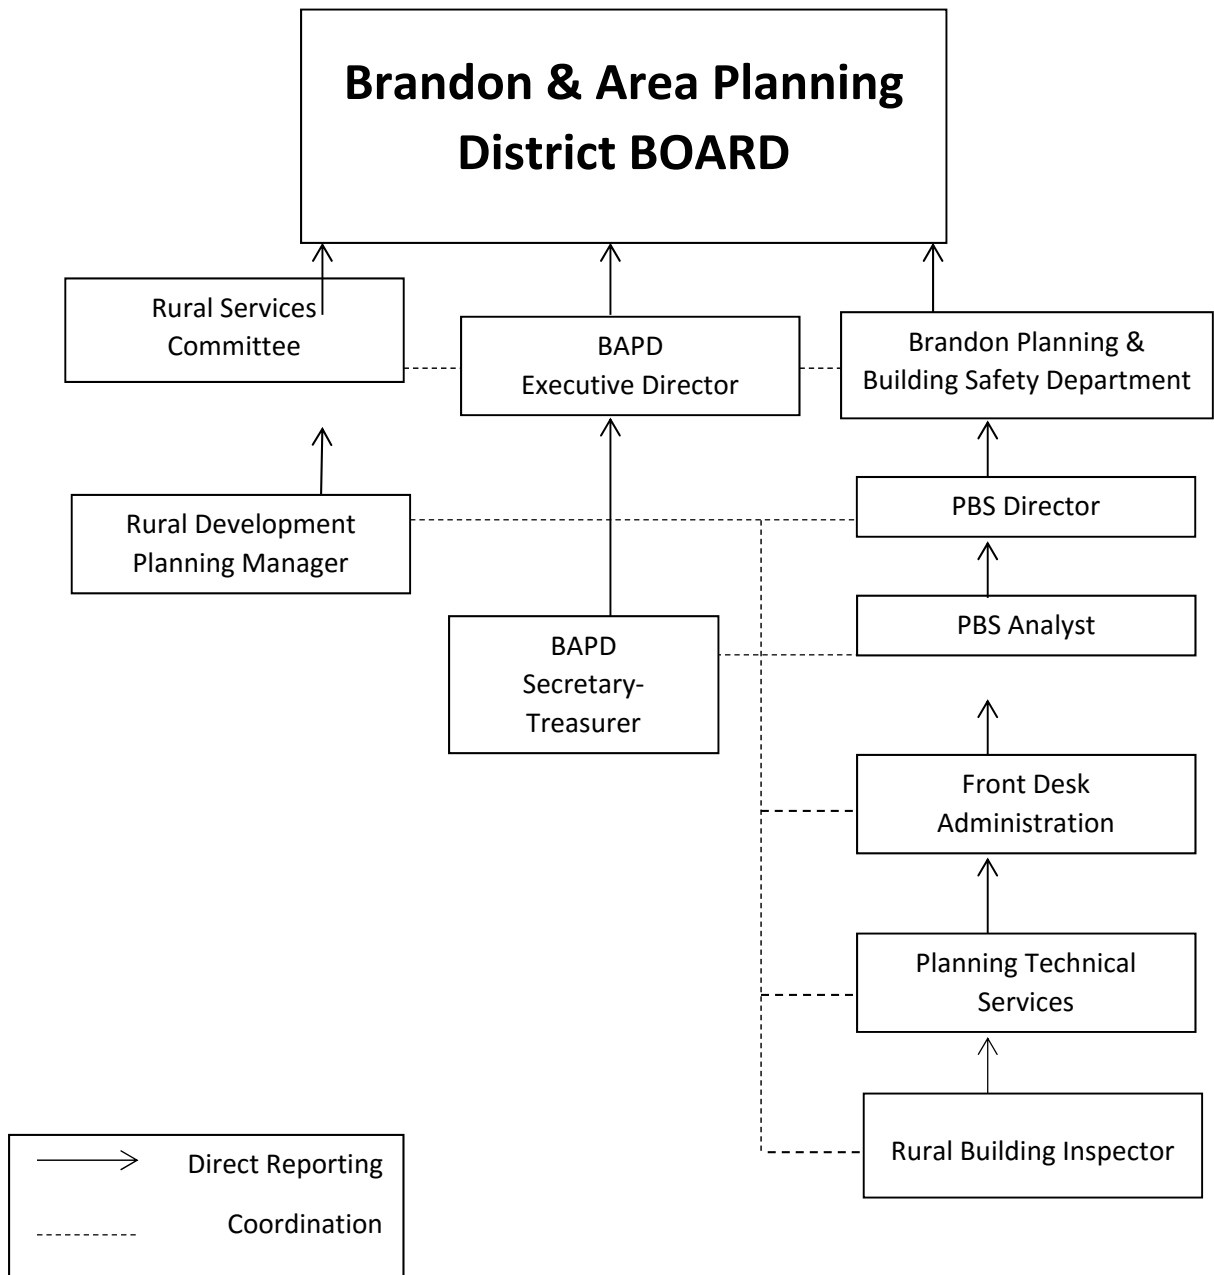 Brandon & Area Planning
District BOARD
Rural Services
Committee
BAPD
Executive Director
Brandon Planning &
Building Safety Department
Rural Development
Planning Manager
PBS Director
BAPD
Secretary-
Treasurer
PBS Analyst
Front Desk
Administration
Planning Technical
Services
Rural Building Inspector
Direct Reporting
Coordination